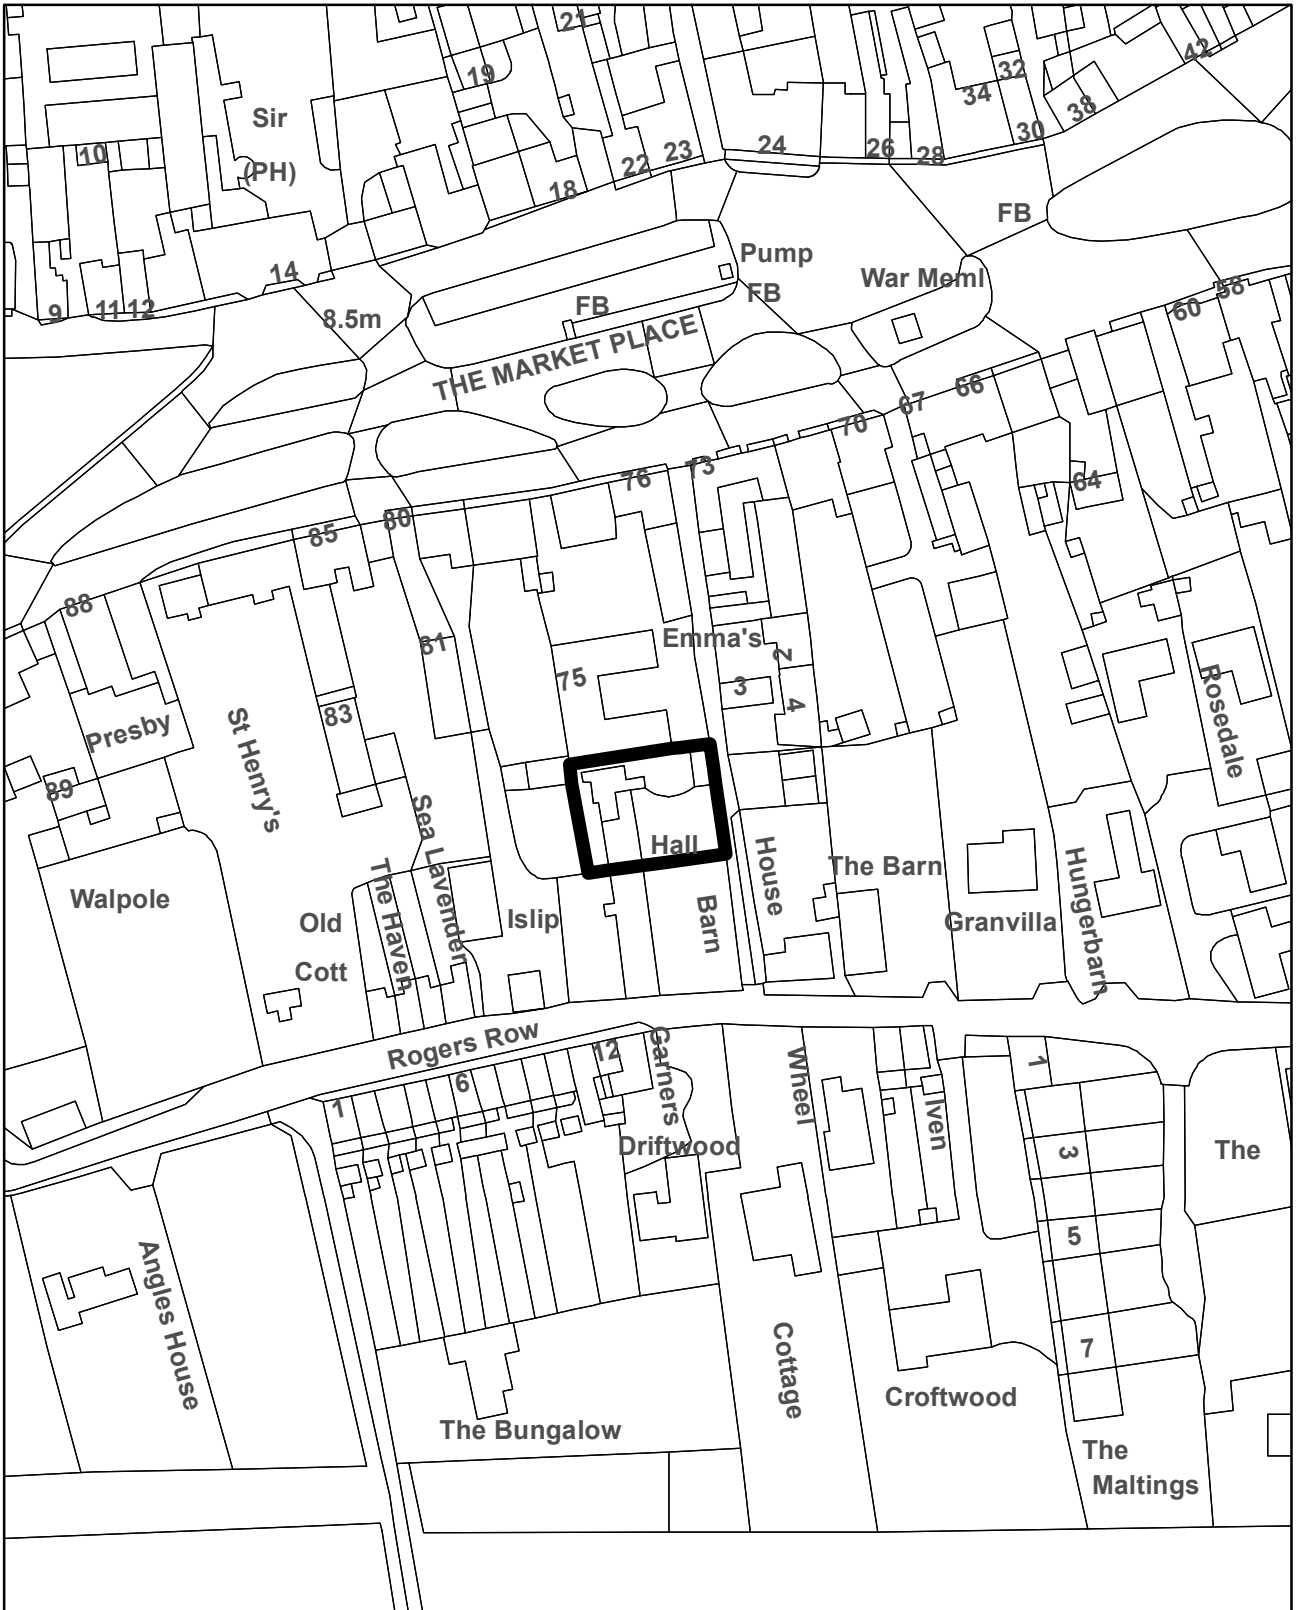 21
19
42
32
34
38
Sir
30
24
26
28
10
23
22
(PH)
18
FB
Pump
14
War Meml
FB
58
FB
9
11
12
8.5m
60
THE MARKET PLACE
66
67
70
73
76
64
80
85
88
Emma's
81
2
75
3
4
Rosedale
83
Presby
St Henry's
89
Sea Lavender
Hall
House
The Barn
Hungerbarn
Walpole
The Haven
Old
Cott
Islip
Barn
Granvilla
Rogers Row
12
Garners
Wheel
1
6
1
Iven
Driftwood
3
The
5
Angles House
Cottage
7
Croftwood
The Bungalow
The
Maltings